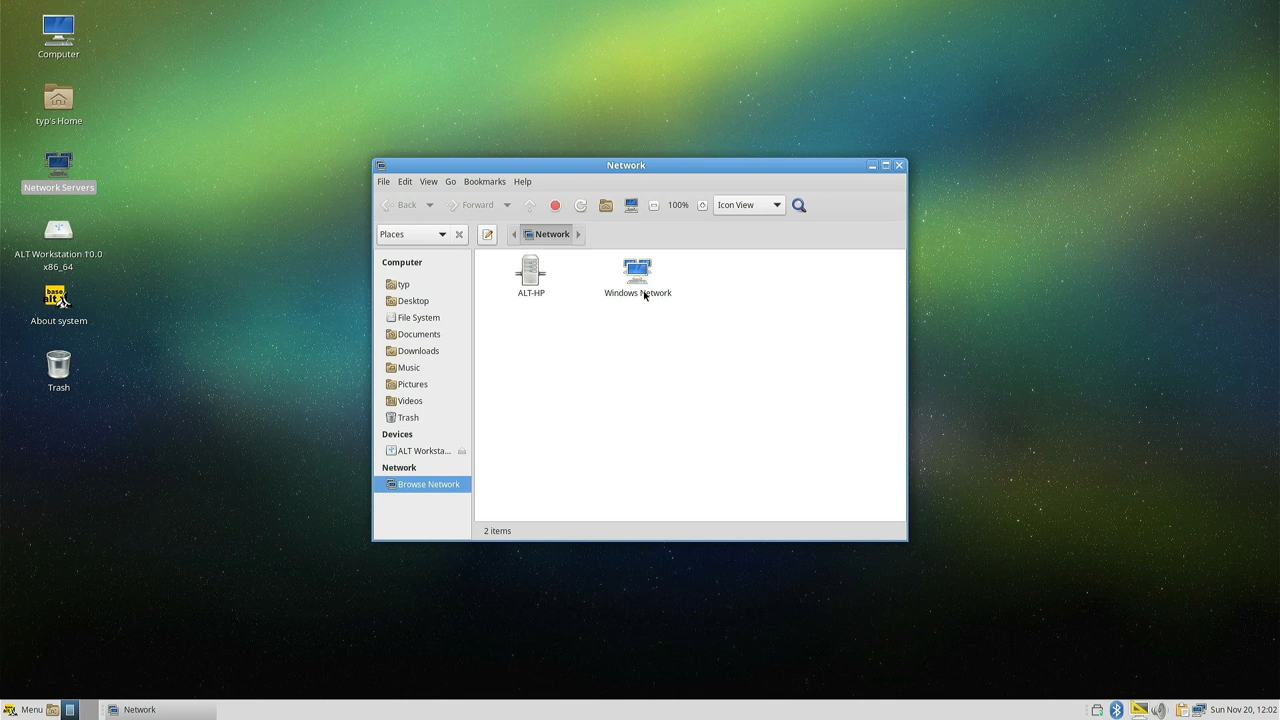 Computer
typ's Home
Network Servers
ALT Workstation 10.0
x86_64
base
alt
About system
Trash
Network
File Edit View Go Bookmarks Help
Back Forward 100% Icon View
Places Network
Computer
typ
Desktop
File System
Documents
Downloads
Music
Pictures
Videos
Trash
Devices
ALT Worksta...
Network
Browse Network
ALT-HP Windows Network
2 items
Menu Network Sun Nov 20, 12:02